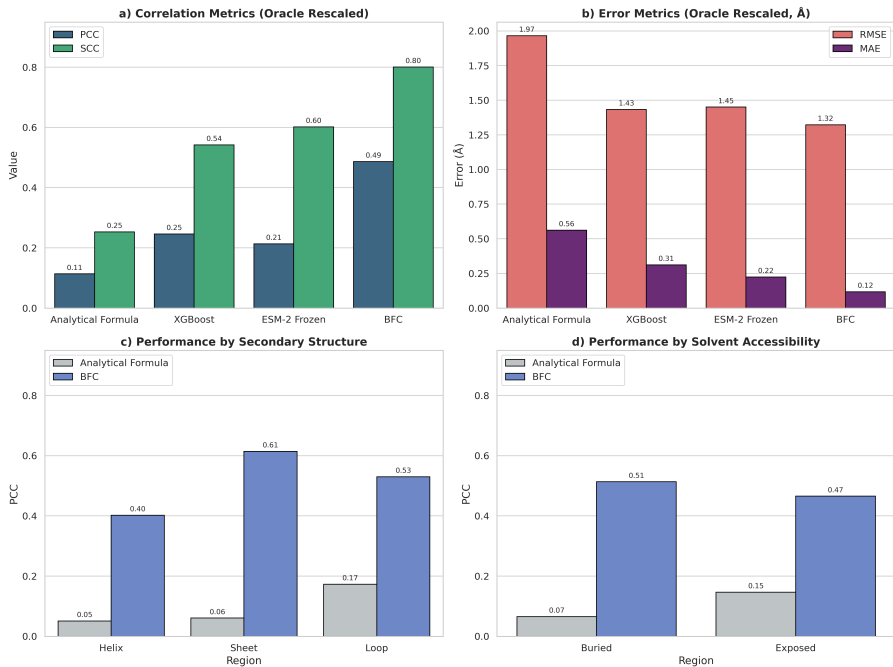 a) Correlation Metrics (Oracle Rescaled)
PCC
SCC
Value
0.0
0.2
0.4
0.6
0.8
0.11
0.25
0.25
0.54
0.21
0.60
0.49
0.80
Analytical Formula
XGBoost
ESM-2 Frozen
BFC
b) Error Metrics (Oracle Rescaled, Å)
RMSE
MAE
Error (Å)
0.00
0.25
0.50
0.75
1.00
1.25
1.50
1.75
2.00
1.97
0.56
1.43
0.31
1.45
0.22
1.32
0.12
Analytical Formula
XGBoost
ESM-2 Frozen
BFC
c) Performance by Secondary Structure
Analytical Formula
BFC
PCC
0.0
0.2
0.4
0.6
0.8
0.05
0.40
0.06
0.61
0.17
0.53
Helix
Sheet
Loop
Region
d) Performance by Solvent Accessibility
Analytical Formula
BFC
PCC
0.0
0.2
0.4
0.6
0.8
0.07
0.51
0.15
0.47
Buried
Exposed
Region